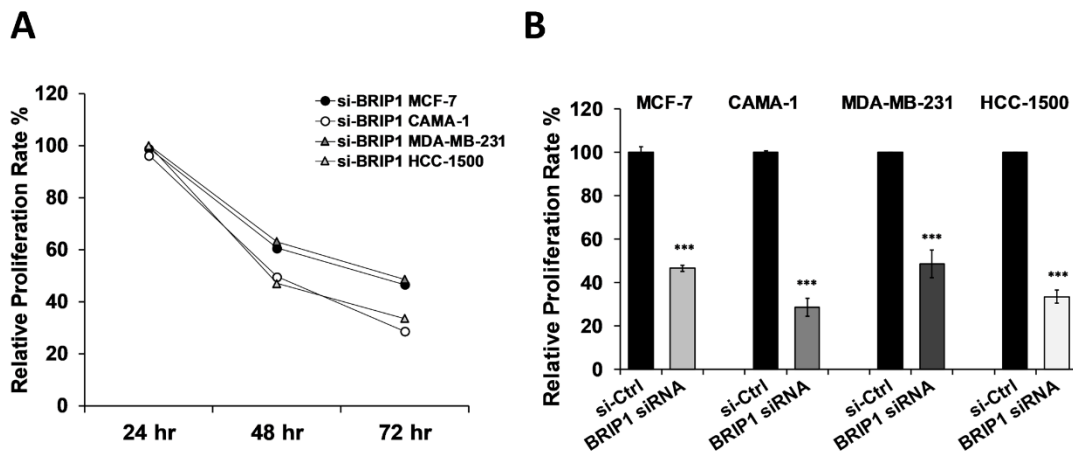 A
Relative Proliferation Rate %
120
100
80
60
40
20
0
24 hr 48 hr 72 hr
si-BRIP1 MCF-7
si-BRIP1 CAMA-1
si-BRIP1 MDA-MB-231
si-BRIP1 HCC-1500
B
Relative Proliferation Rate %
120
100
80
60
40
20
0
MCF-7 CAMA-1 MDA-MB-231 HCC-1500
***
***
***
***
si-Ctrl
BRIP1 siRNA
si-Ctrl
BRIP1 siRNA
si-Ctrl
BRIP1 siRNA
si-Ctrl
BRIP1 siRNA